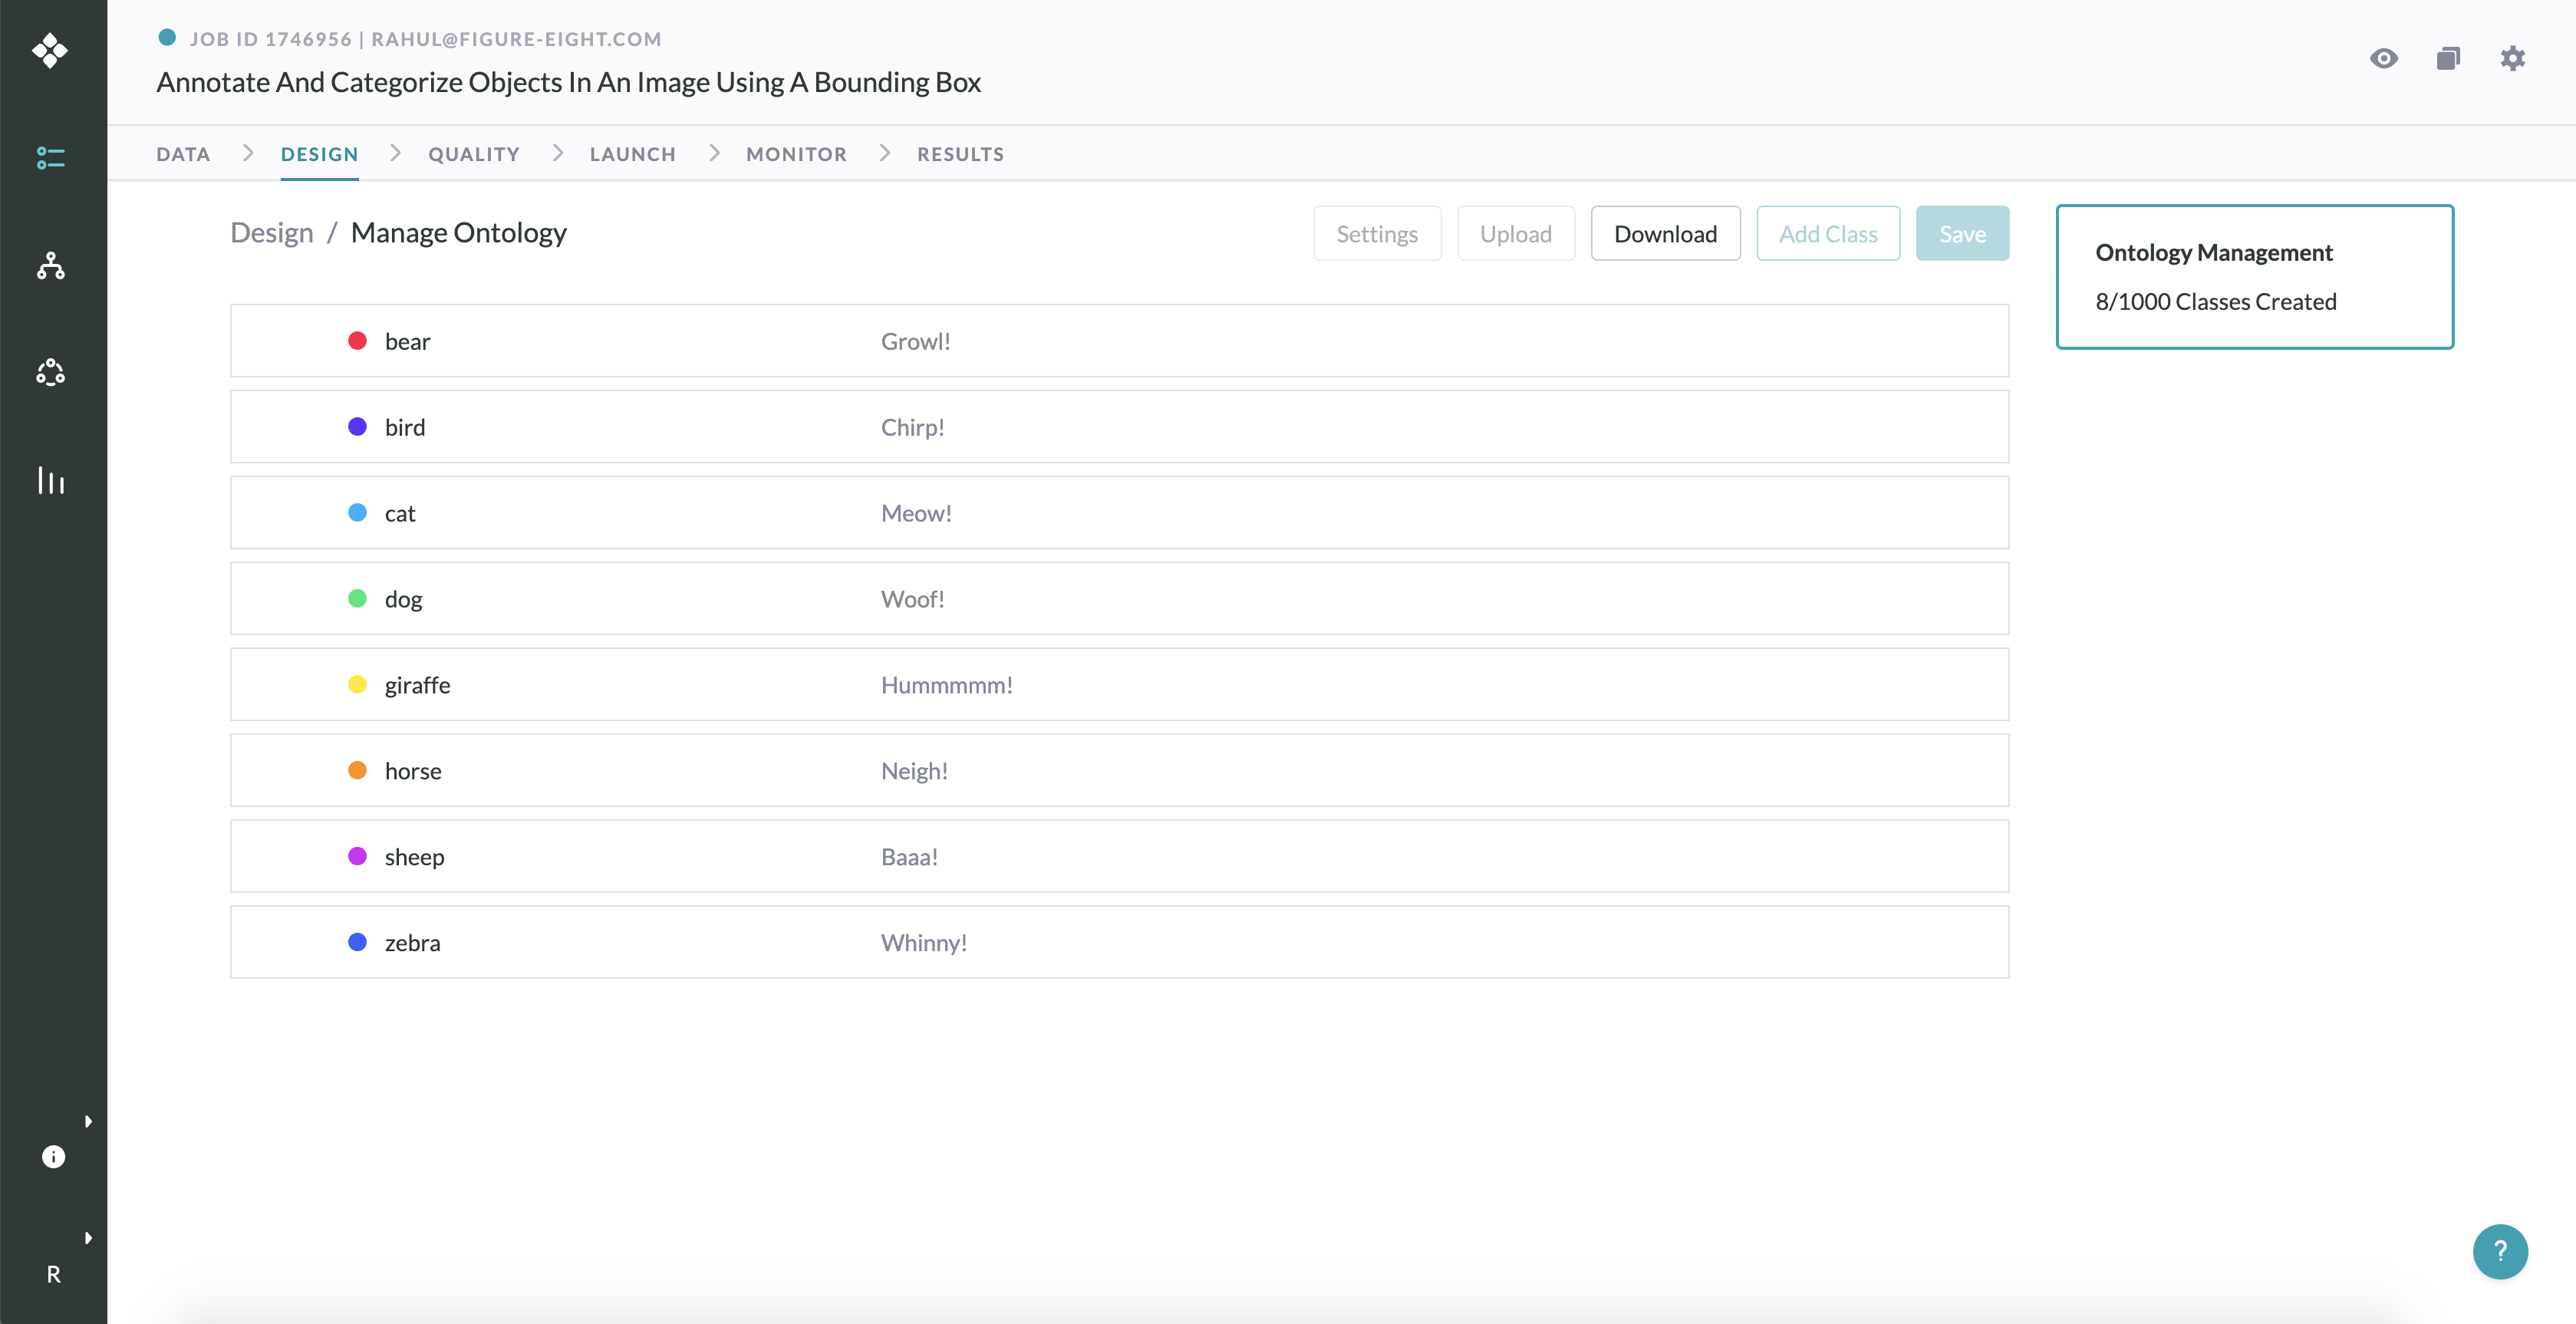 JOB ID 1746956 | RAHUL@FIGURE-EIGHT.COM
Annotate And Categorize Objects In An Image Using A Bounding Box
DATA > DESIGN > QUALITY > LAUNCH > MONITOR > RESULTS
Design / Manage Ontology
Settings Upload Download Add Class Save
Ontology Management
8/1000 Classes Created
bear Growl!
bird Chirp!
cat Meow!
dog Woof!
giraffe Hummmmm!
horse Neigh!
sheep Baaa!
zebra Whinny!
R
?